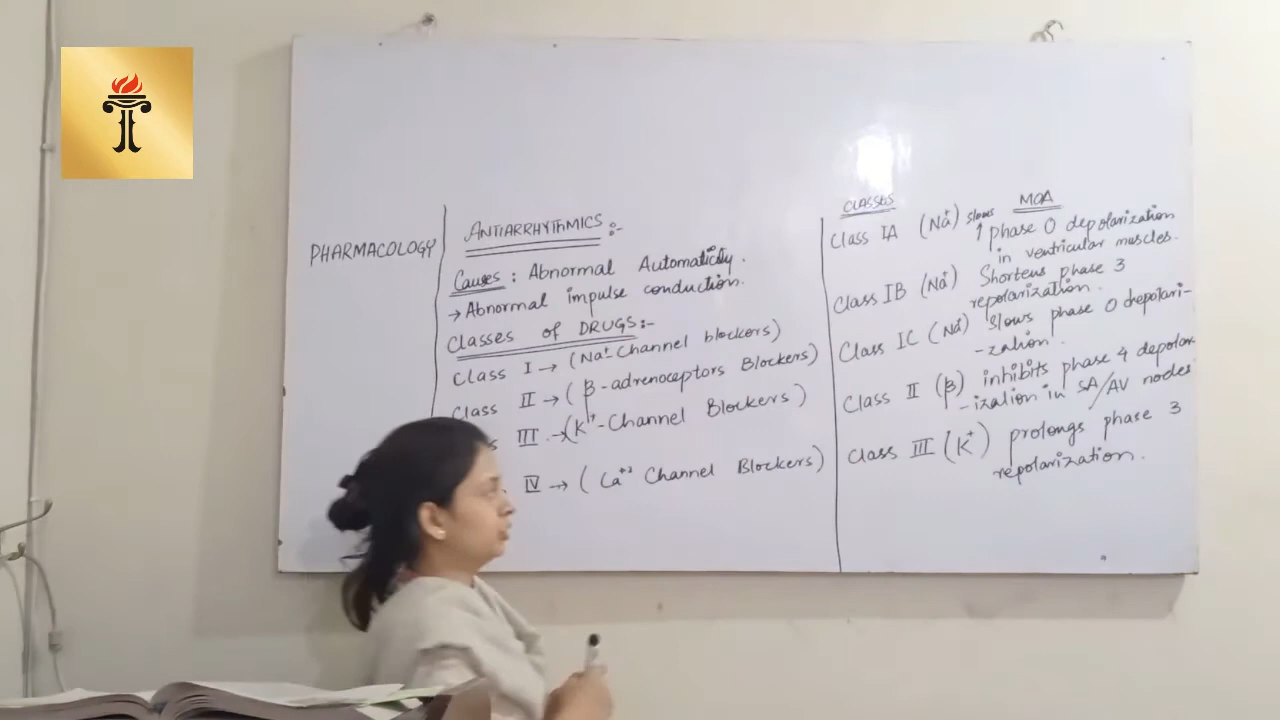 PHARMACOLOGY
ANTIARRHYTHMICS :-
Causes : Abnormal Automaticity.
→ Abnormal impulse conduction.
Classes of DRUGS:-
Class I → (Na+ Channel blockers)
Class II → (β-adrenoceptors Blockers)
III → (K+-Channel Blockers)
IV → (Ca++ Channel Blockers)
CLASSES MOA
Class IA (Na+) slows ↑ phase 0 depolarization
in ventricular muscles.
Class IB (Na+) Shortens phase 3
repolarization.
Class IC (Na+) Slows phase 0 depolari-
-zation.
Class II (β) inhibits phase 4 depolar
-ization in SA/AV nodes
Class III (K+) prolongs phase 3
repolarization.